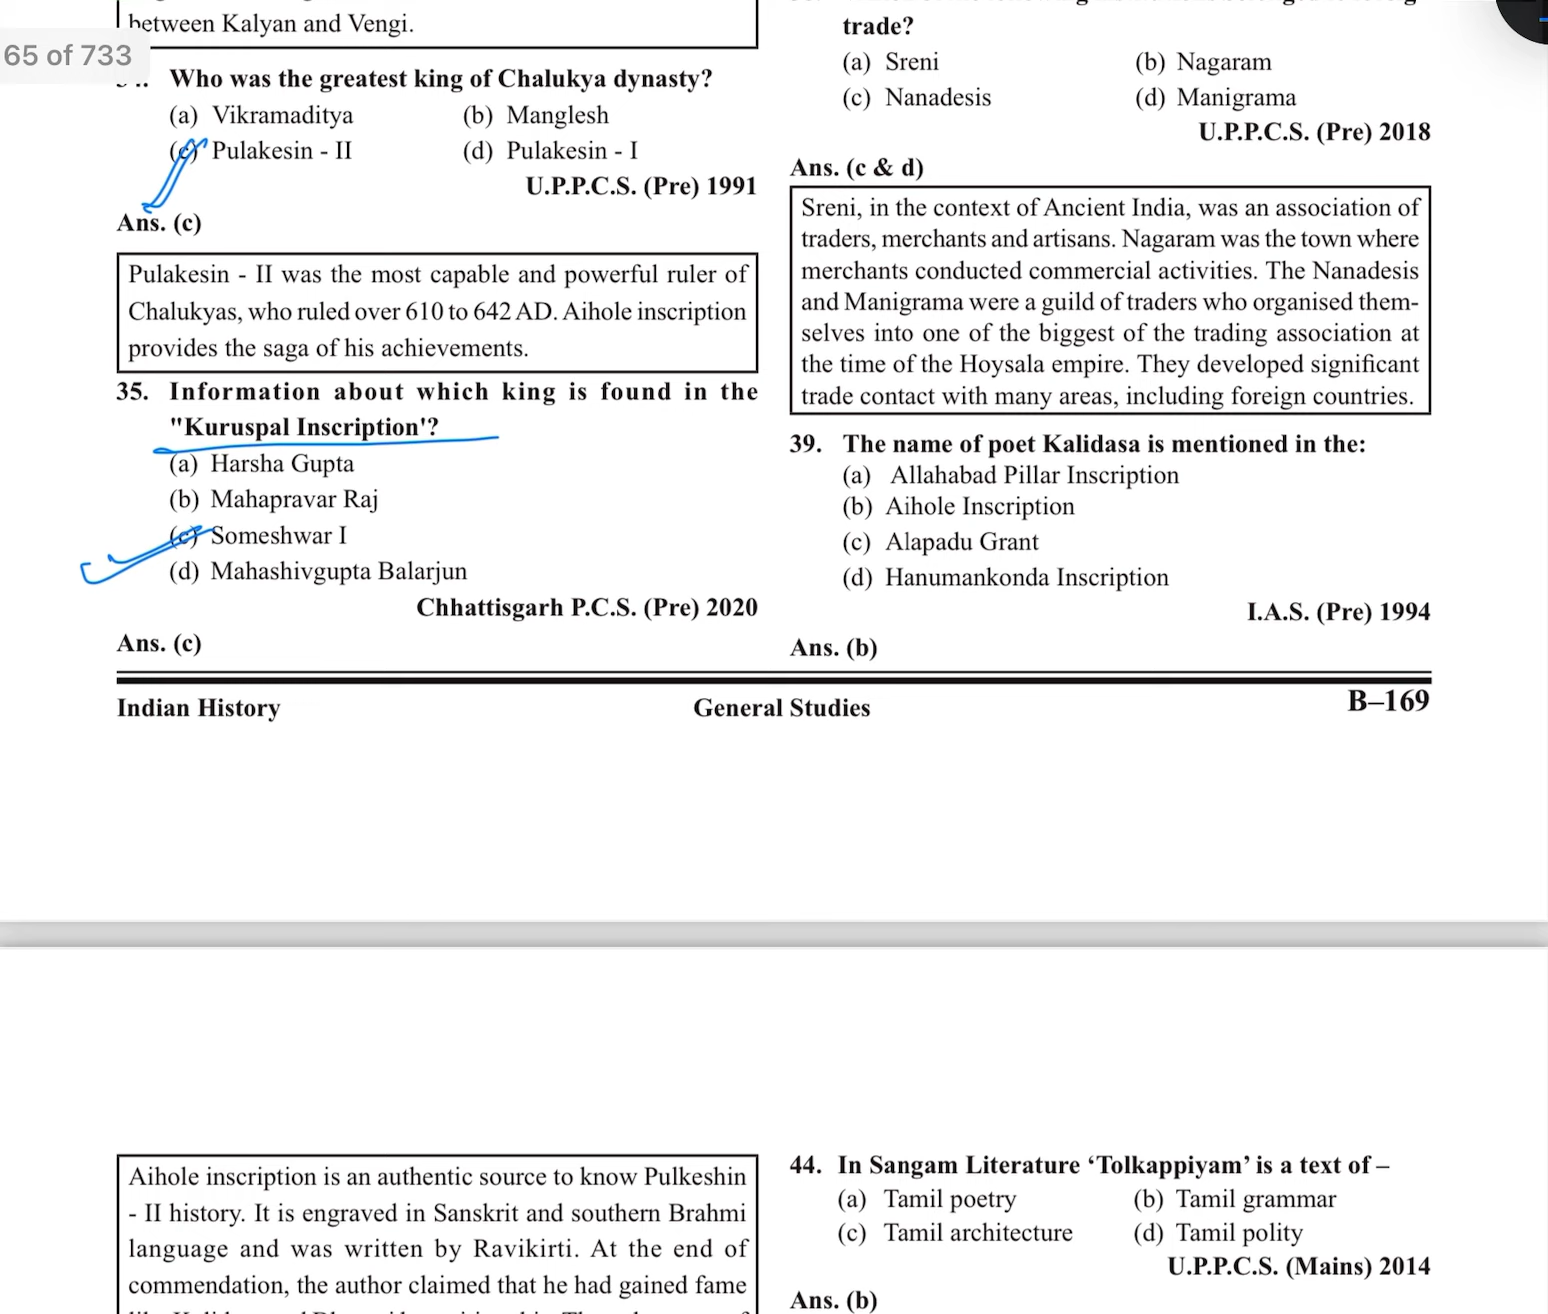 between Kalyan and Vengi.
65 of 733
Who was the greatest king of Chalukya dynasty?
(a) Vikramaditya (b) Manglesh
(c) Pulakesin - II (d) Pulakesin - I
U.P.P.C.S. (Pre) 1991
Ans. (c)
Pulakesin - II was the most capable and powerful ruler of
Chalukyas, who ruled over 610 to 642 AD. Aihole inscription
provides the saga of his achievements.
35. Information about which king is found in the
"Kuruspal Inscription'?
(a) Harsha Gupta
(b) Mahapravar Raj
(c) Someshwar I
(d) Mahashivgupta Balarjun
Chhattisgarh P.C.S. (Pre) 2020
Ans. (c)
trade?
(a) Sreni (b) Nagaram
(c) Nanadesis (d) Manigrama
U.P.P.C.S. (Pre) 2018
Ans. (c & d)
Sreni, in the context of Ancient India, was an association of
traders, merchants and artisans. Nagaram was the town where
merchants conducted commercial activities. The Nanadesis
and Manigrama were a guild of traders who organised them-
selves into one of the biggest of the trading association at
the time of the Hoysala empire. They developed significant
trade contact with many areas, including foreign countries.
39. The name of poet Kalidasa is mentioned in the:
(a) Allahabad Pillar Inscription
(b) Aihole Inscription
(c) Alapadu Grant
(d) Hanumankonda Inscription
I.A.S. (Pre) 1994
Ans. (b)
Indian History General Studies B–169
Aihole inscription is an authentic source to know Pulkeshin
- II history. It is engraved in Sanskrit and southern Brahmi
language and was written by Ravikirti. At the end of
commendation, the author claimed that he had gained fame
44. In Sangam Literature ‘Tolkappiyam’ is a text of –
(a) Tamil poetry (b) Tamil grammar
(c) Tamil architecture (d) Tamil polity
U.P.P.C.S. (Mains) 2014
Ans. (b)